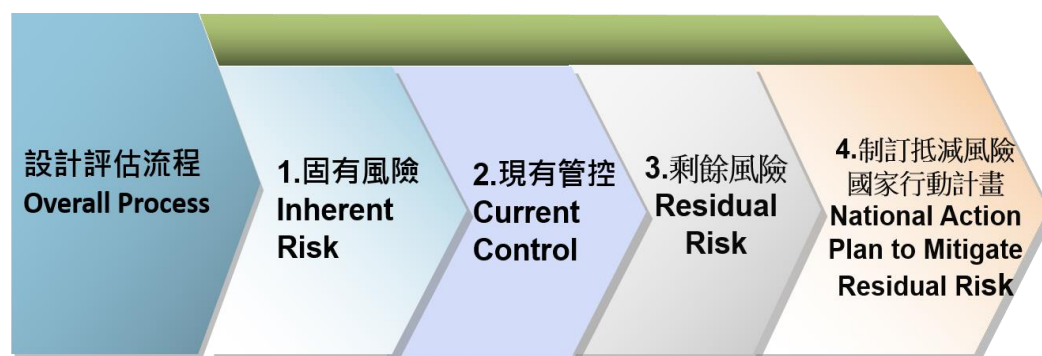 設計評估流程
Overall Process
1.固有風險
Inherent
Risk
2.現有管控
Current
Control
3.剩餘風險
Residual
Risk
4.制訂抵減風險
國家行動計畫
National Action
Plan to Mitigate
Residual Risk